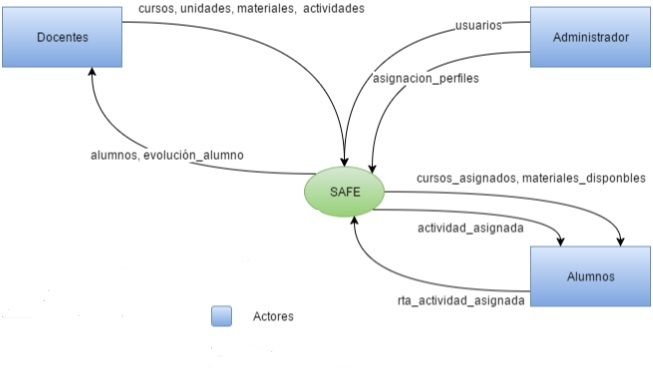 cursos, unidades, materiales, actividades
Docentes
usuarios
Administrador
asignacion_perfiles
alumnos, evolución_alumno
SAFE
cursos_asignados, materiales_disponbles
actividad_asignada
Alumnos
rta_actividad_asignada
Actores